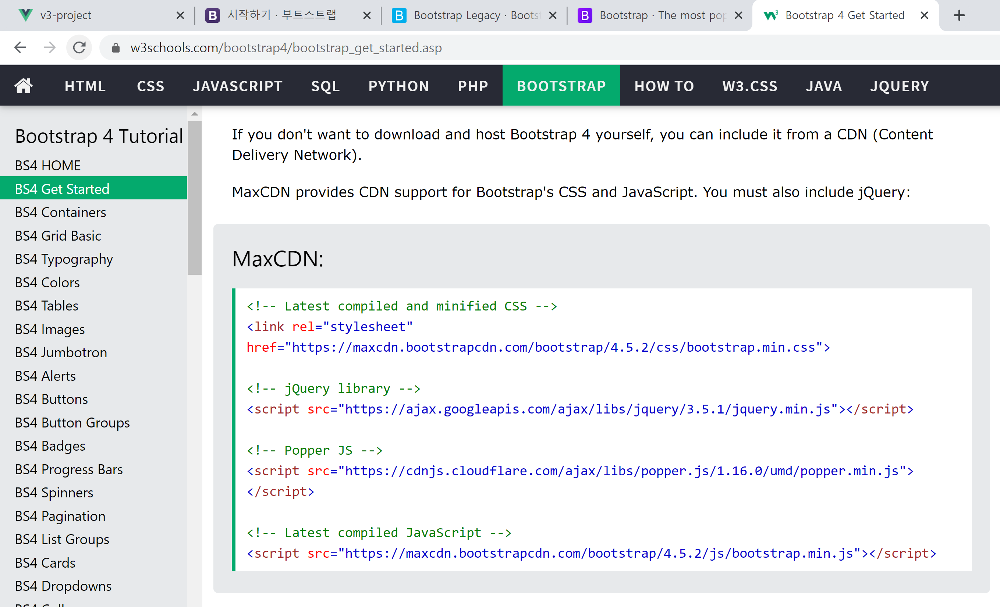 v3-project
시작하기 · 부트스트랩
Bootstrap Legacy · Boots
Bootstrap · The most pop
Bootstrap 4 Get Started
w3schools.com/bootstrap4/bootstrap_get_started.asp
HTML CSS JAVASCRIPT SQL PYTHON PHP BOOTSTRAP HOW TO W3.CSS JAVA JQUERY
Bootstrap 4 Tutorial
BS4 HOME
BS4 Get Started
BS4 Containers
BS4 Grid Basic
BS4 Typography
BS4 Colors
BS4 Tables
BS4 Images
BS4 Jumbotron
BS4 Alerts
BS4 Buttons
BS4 Button Groups
BS4 Badges
BS4 Progress Bars
BS4 Spinners
BS4 Pagination
BS4 List Groups
BS4 Cards
BS4 Dropdowns
If you don't want to download and host Bootstrap 4 yourself, you can include it from a CDN (Content
Delivery Network).
MaxCDN provides CDN support for Bootstrap's CSS and JavaScript. You must also include jQuery:
MaxCDN:
<!-- Latest compiled and minified CSS -->
<link rel="stylesheet"
href="https://maxcdn.bootstrapcdn.com/bootstrap/4.5.2/css/bootstrap.min.css">
<!-- jQuery library -->
<script src="https://ajax.googleapis.com/ajax/libs/jquery/3.5.1/jquery.min.js"></script>
<!-- Popper JS -->
<script src="https://cdnjs.cloudflare.com/ajax/libs/popper.js/1.16.0/umd/popper.min.js">
</script>
<!-- Latest compiled JavaScript -->
<script src="https://maxcdn.bootstrapcdn.com/bootstrap/4.5.2/js/bootstrap.min.js"></script>